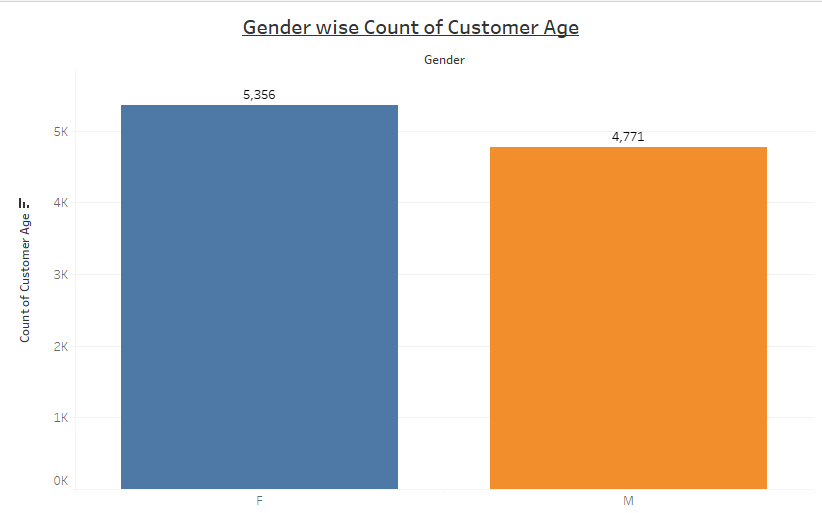 Gender wise Count of Customer Age
Gender
Count of Customer Age
5K
4K
3K
2K
1K
0K
5,356
4,771
F
M